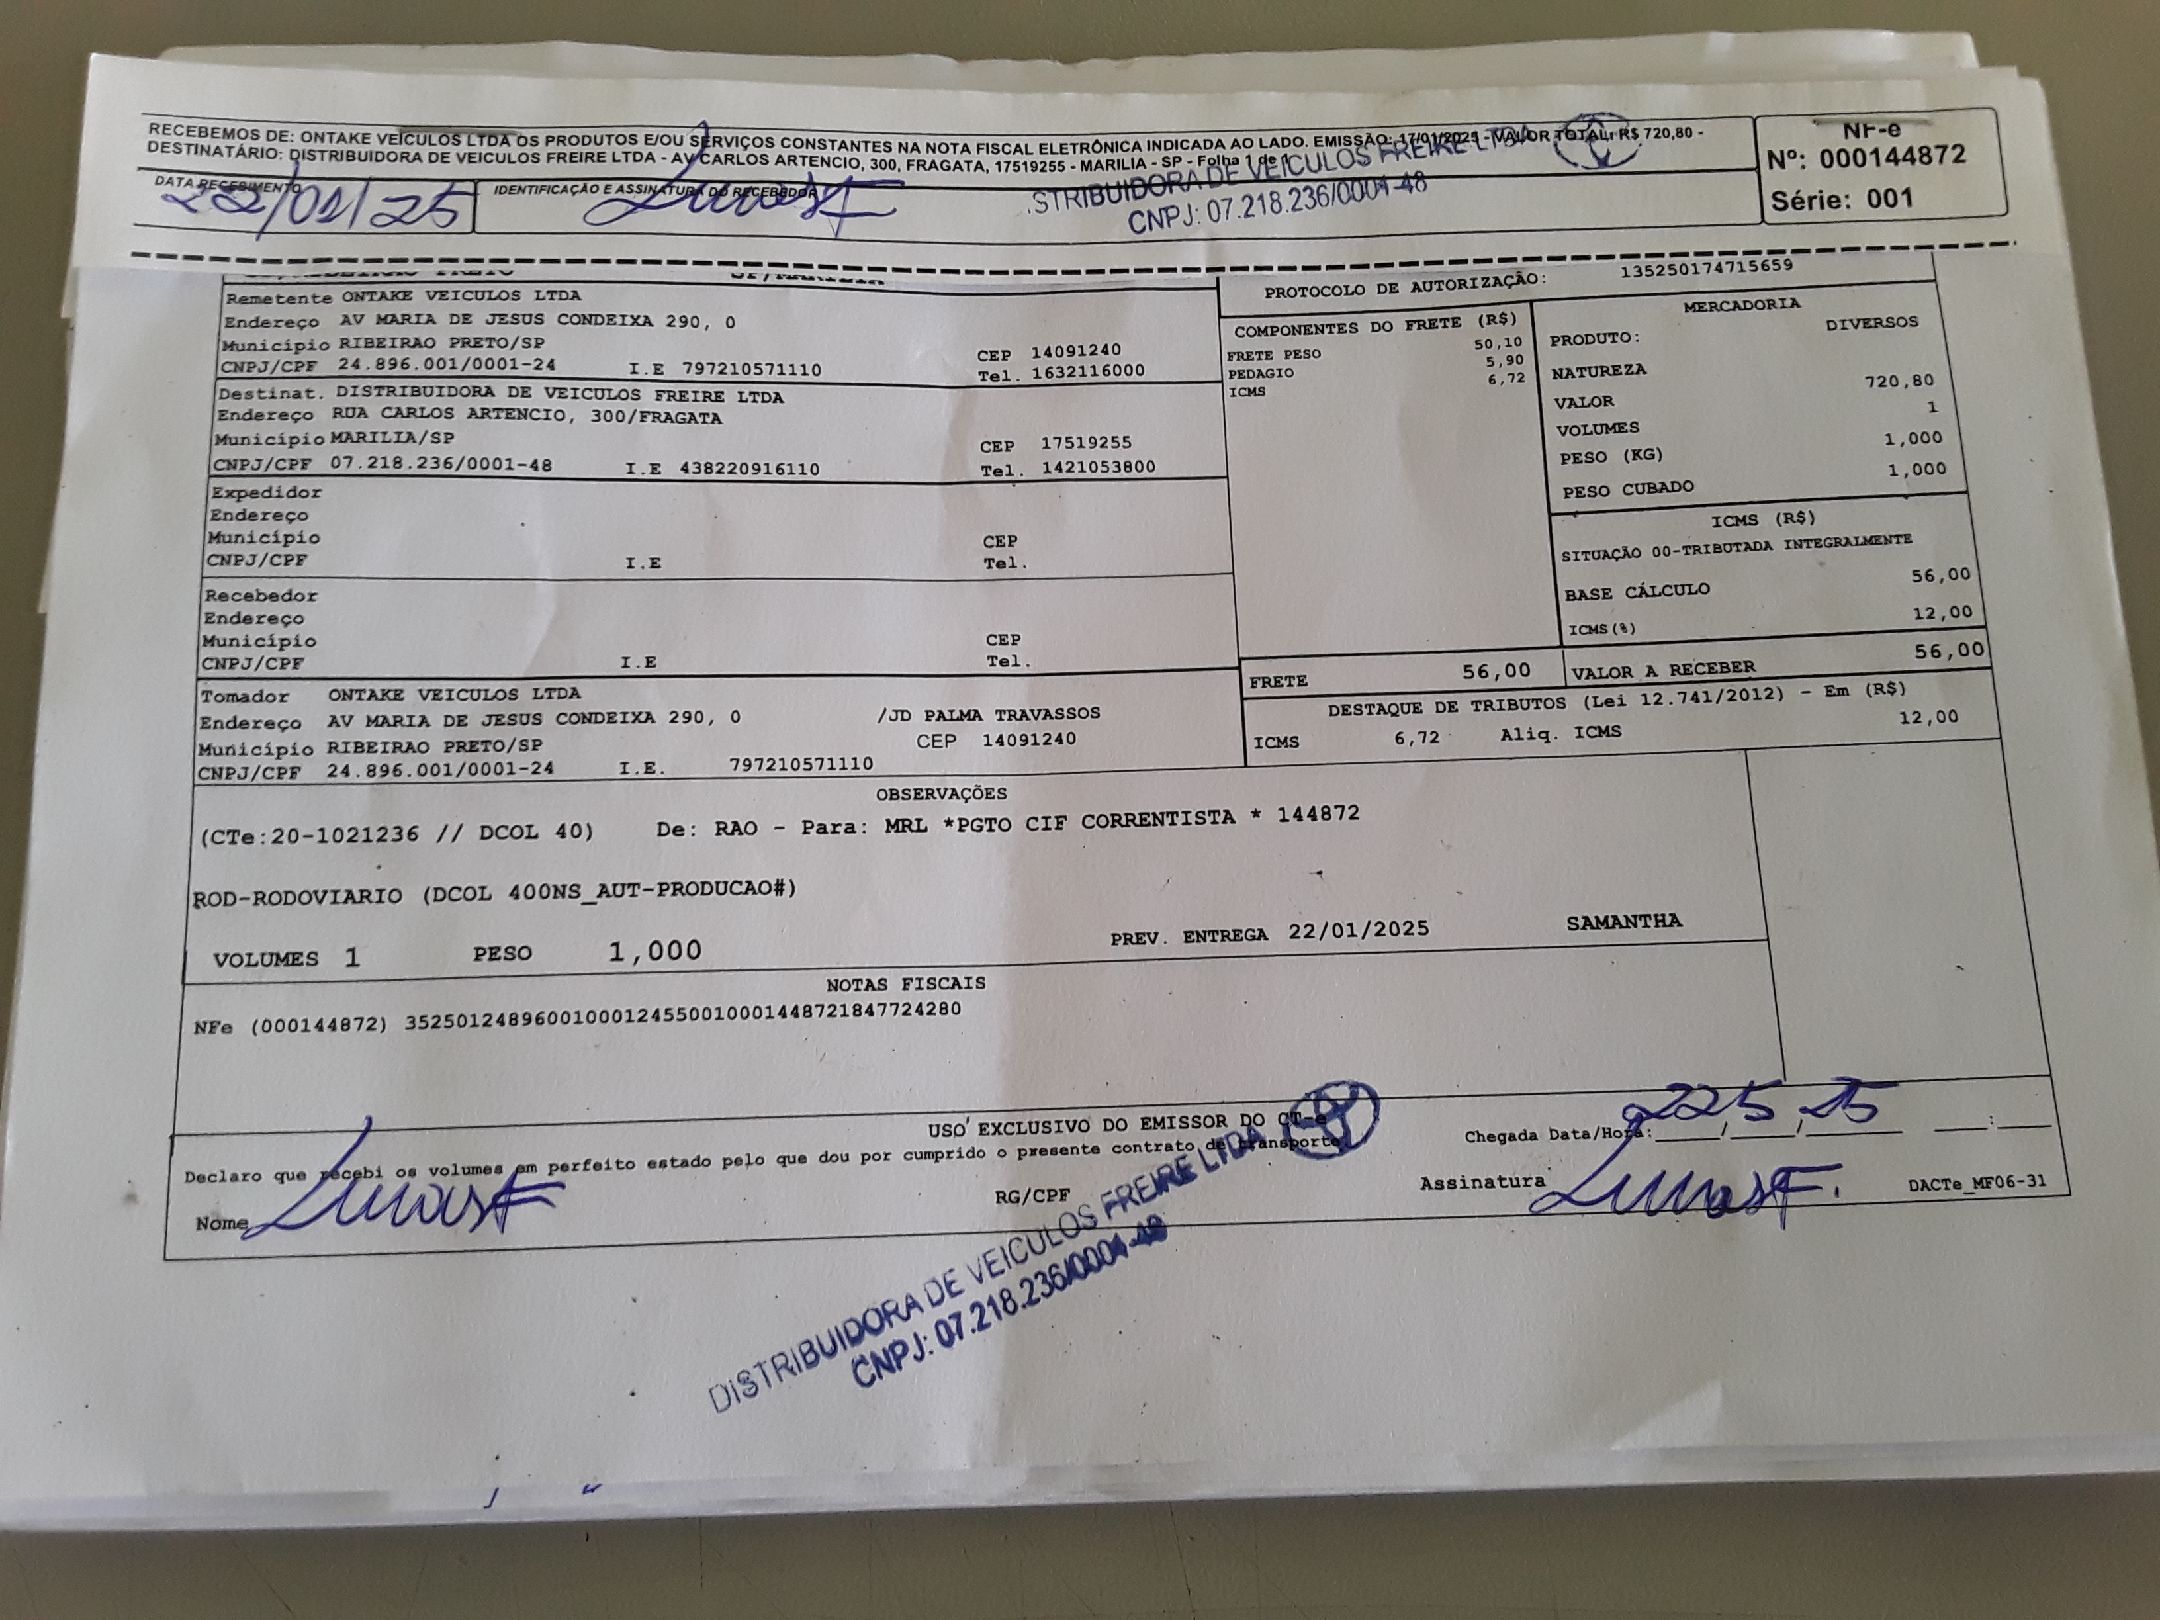 RECEBEMOS DE: ONTAKE VEICULOS LTDA OS PRODUTOS E/OU SERVIÇOS CONSTANTES NA NOTA FISCAL ELETRÔNICA INDICADA AO LADO. EMISSÃO: 17/01/2025 - VALOR TOTAL: R$ 720,80 -
DESTINATÁRIO: DISTRIBUIDORA DE VEICULOS FREIRE LTDA - AV CARLOS ARTENCIO, 300, FRAGATA, 17519255 - MARILIA - SP - Folha 1 de 1
NF-e
Nº: 000144872
Série: 001
DATA RECEBIMENTO
22/01/25
IDENTIFICAÇÃO E ASSINATURA DO RECEBEDOR
STRIBUIDORA DE VEICULOS FREIRE LTDA
CNPJ: 07.218.236/0001-48
PROTOCOLO DE AUTORIZAÇÃO: 135250174715659
Remetente ONTAKE VEICULOS LTDA
Endereço AV MARIA DE JESUS CONDEIXA 290, 0
Município RIBEIRAO PRETO/SP CEP 14091240
CNPJ/CPF 24.896.001/0001-24 I.E 797210571110 Tel. 1632116000
Destinat. DISTRIBUIDORA DE VEICULOS FREIRE LTDA
Endereço RUA CARLOS ARTENCIO, 300/FRAGATA
Município MARILIA/SP CEP 17519255
CNPJ/CPF 07.218.236/0001-48 I.E 438220916110 Tel. 1421053800
Expedidor
Endereço
Município CEP
CNPJ/CPF I.E Tel.
Recebedor
Endereço
Município CEP
CNPJ/CPF I.E Tel.
Tomador ONTAKE VEICULOS LTDA
Endereço AV MARIA DE JESUS CONDEIXA 290, 0 /JD PALMA TRAVASSOS
Município RIBEIRAO PRETO/SP CEP 14091240
CNPJ/CPF 24.896.001/0001-24 I.E. 797210571110
COMPONENTES DO FRETE (R$)
FRETE PESO 50,10
PEDAGIO 5,90
ICMS 6,72
MERCADORIA
PRODUTO: DIVERSOS
NATUREZA
VALOR 720,80
VOLUMES 1
PESO (KG) 1,000
PESO CUBADO 1,000
ICMS (R$)
SITUAÇÃO 00-TRIBUTADA INTEGRALMENTE
BASE CÁLCULO 56,00
ICMS(%) 12,00
FRETE 56,00 VALOR A RECEBER 56,00
DESTAQUE DE TRIBUTOS (Lei 12.741/2012) - Em (R$)
ICMS 6,72 Aliq. ICMS 12,00
OBSERVAÇÕES
(CTe:20-1021236 // DCOL 40) De: RAO - Para: MRL *PGTO CIF CORRENTISTA * 144872
ROD-RODOVIARIO (DCOL 400NS_AUT-PRODUCAO#)
VOLUMES 1 PESO 1,000 PREV. ENTREGA 22/01/2025 SAMANTHA
NOTAS FISCAIS
NFe (000144872) 35250124896001000124550010001448721847724280
USO EXCLUSIVO DO EMISSOR DO CT-e
Declaro que recebi os volumes em perfeito estado pelo que dou por cumprido o presente contrato de transporte
Chegada Data/Hora: __/__/____ __:__
Nome RG/CPF Assinatura DACTe_MF06-31
DISTRIBUIDORA DE VEICULOS FREIRE LTDA
CNPJ: 07.218.236/0001-48